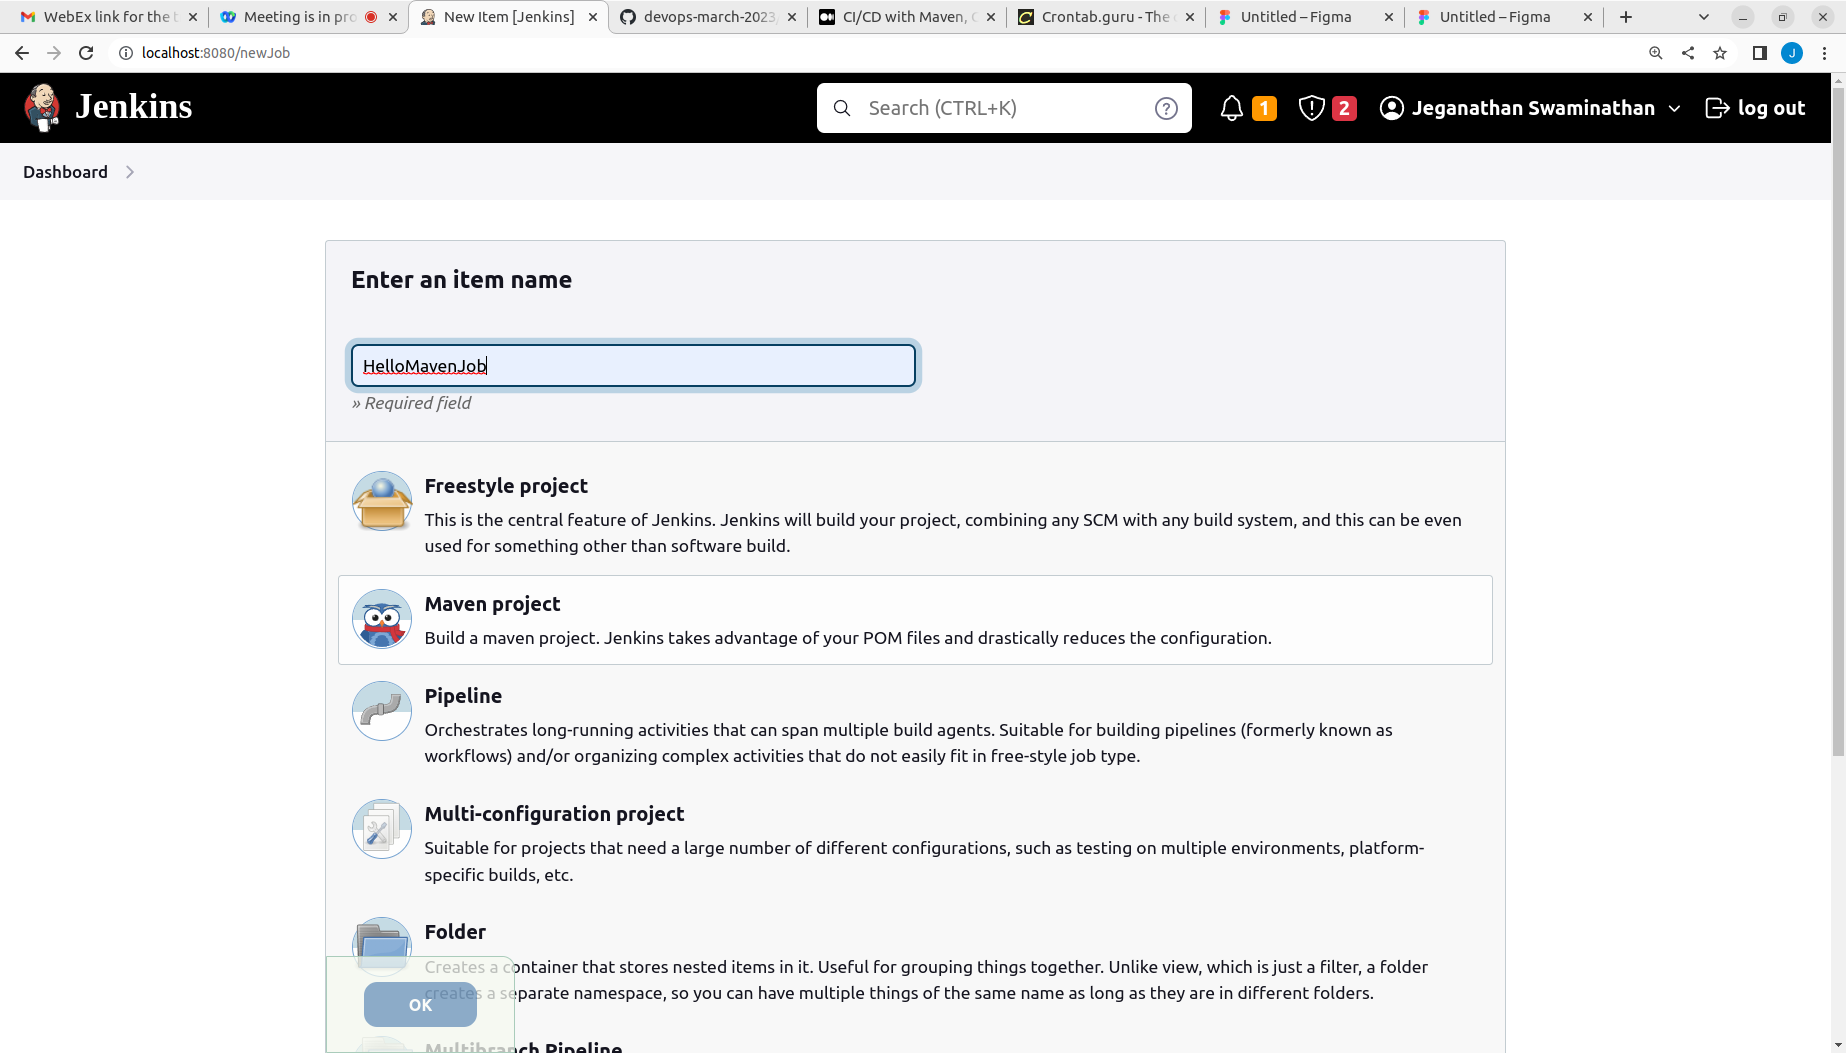 WebEx link for the t
Meeting is in pro
New Item [Jenkins]
devops-march-2023
CI/CD with Maven,
Crontab.guru - The
Untitled – Figma
Untitled – Figma
localhost:8080/newJob
J
Jenkins
Search (CTRL+K)
?
1
2
Jeganathan Swaminathan
log out
Dashboard
Enter an item name
HelloMavenJob
» Required field
Freestyle project
This is the central feature of Jenkins. Jenkins will build your project, combining any SCM with any build system, and this can be even
used for something other than software build.
Maven project
Build a maven project. Jenkins takes advantage of your POM files and drastically reduces the configuration.
Pipeline
Orchestrates long-running activities that can span multiple build agents. Suitable for building pipelines (formerly known as
workflows) and/or organizing complex activities that do not easily fit in free-style job type.
Multi-configuration project
Suitable for projects that need a large number of different configurations, such as testing on multiple environments, platform-
specific builds, etc.
Folder
Creates a container that stores nested items in it. Useful for grouping things together. Unlike view, which is just a filter, a folder
creates a separate namespace, so you can have multiple things of the same name as long as they are in different folders.
OK
Multibranch Pipeline